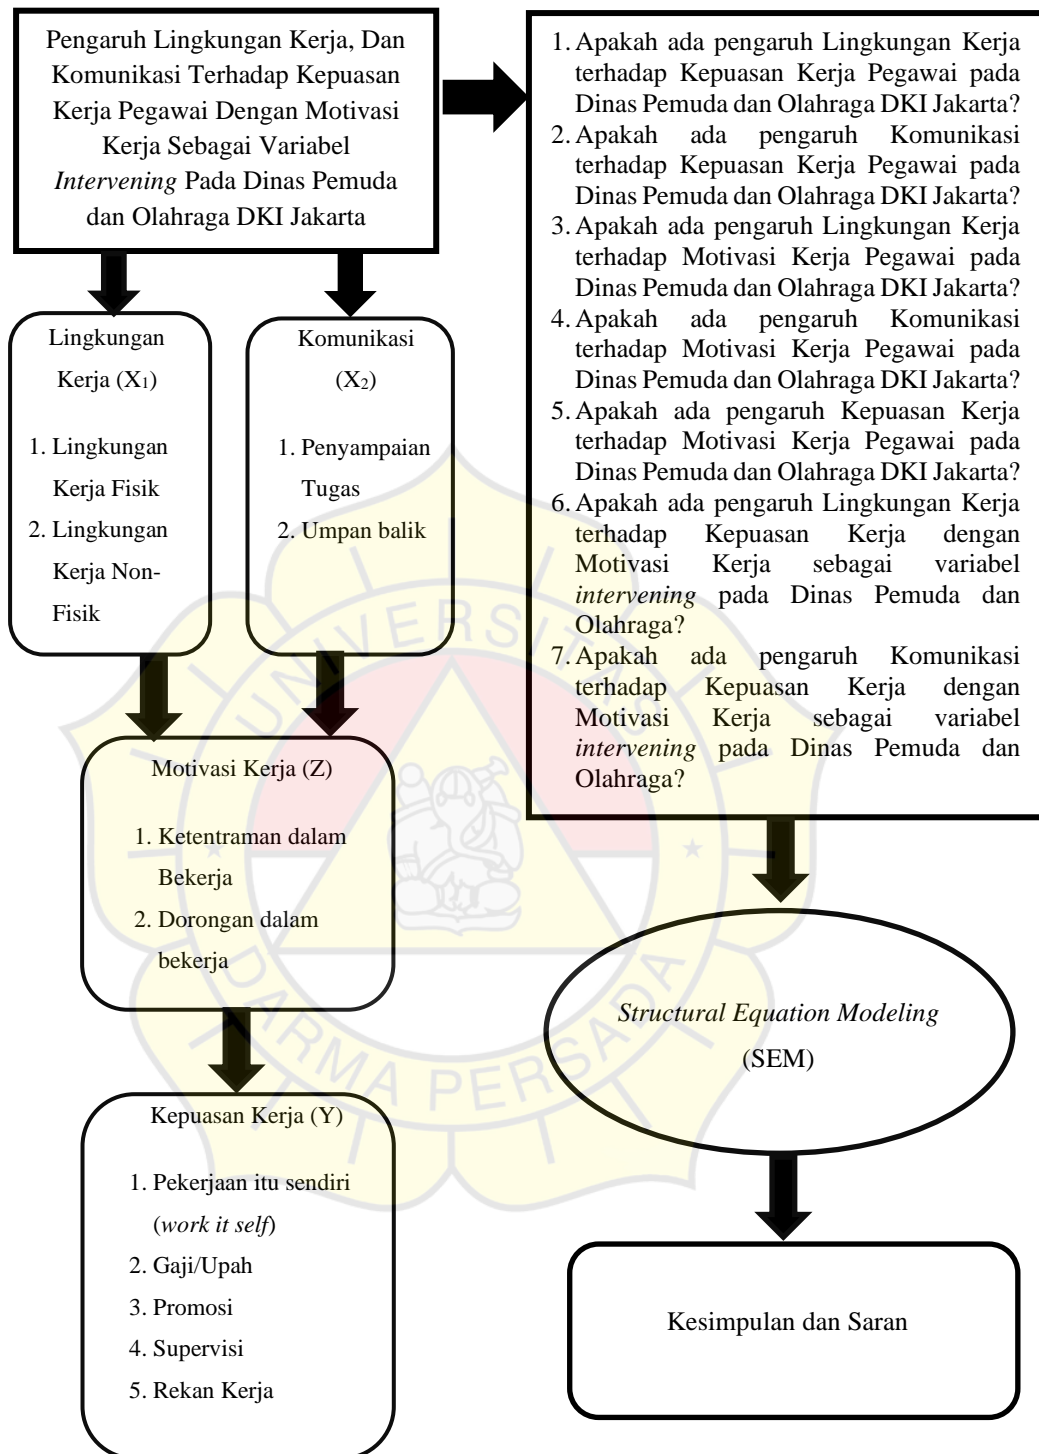 Pengaruh Lingkungan Kerja, Dan
Komunikasi Terhadap Kepuasan
Kerja Pegawai Dengan Motivasi
Kerja Sebagai Variabel
Intervening Pada Dinas Pemuda
dan Olahraga DKI Jakarta
1. Apakah ada pengaruh Lingkungan Kerja
terhadap Kepuasan Kerja Pegawai pada
Dinas Pemuda dan Olahraga DKI Jakarta?
2. Apakah ada pengaruh Komunikasi
terhadap Kepuasan Kerja Pegawai pada
Dinas Pemuda dan Olahraga DKI Jakarta?
3. Apakah ada pengaruh Lingkungan Kerja
terhadap Motivasi Kerja Pegawai pada
Dinas Pemuda dan Olahraga DKI Jakarta?
4. Apakah ada pengaruh Komunikasi
terhadap Motivasi Kerja Pegawai pada
Dinas Pemuda dan Olahraga DKI Jakarta?
5. Apakah ada pengaruh Kepuasan Kerja
terhadap Motivasi Kerja Pegawai pada
Dinas Pemuda dan Olahraga DKI Jakarta?
6. Apakah ada pengaruh Lingkungan Kerja
terhadap Kepuasan Kerja dengan
Motivasi Kerja sebagai variabel
intervening pada Dinas Pemuda dan
Olahraga?
7. Apakah ada pengaruh Komunikasi
terhadap Kepuasan Kerja dengan
Motivasi Kerja sebagai variabel
intervening pada Dinas Pemuda dan
Olahraga?
Lingkungan
Kerja (X₁)
1. Lingkungan
Kerja Fisik
2. Lingkungan
Kerja Non-
Fisik
Komunikasi
(X₂)
1. Penyampaian
Tugas
2. Umpan balik
Motivasi Kerja (Z)
1. Ketentraman dalam
Bekerja
2. Dorongan dalam
bekerja
Kepuasan Kerja (Y)
1. Pekerjaan itu sendiri
(work it self)
2. Gaji/Upah
3. Promosi
4. Supervisi
5. Rekan Kerja
Structural Equation Modeling
(SEM)
Kesimpulan dan Saran
UNIVERSITAS
DARMA PERSADA